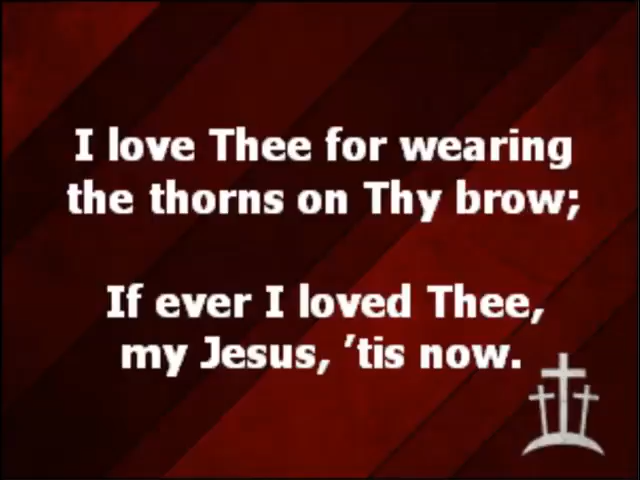 I love Thee for wearing
the thorns on Thy brow;
If ever I loved Thee,
my Jesus, ’tis now.